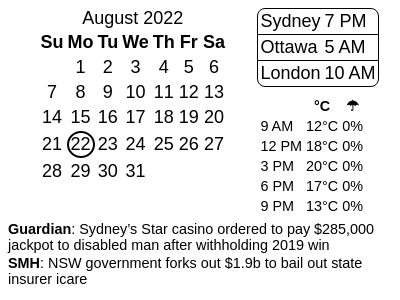 August 2022
Su Mo Tu We Th Fr Sa
1 2 3 4 5 6
7 8 9 10 11 12 13
14 15 16 17 18 19 20
21 22 23 24 25 26 27
28 29 30 31
Sydney 7 PM
Ottawa 5 AM
London 10 AM
°C ☂
9 AM 12°C 0%
12 PM 18°C 0%
3 PM 20°C 0%
6 PM 17°C 0%
9 PM 13°C 0%
Guardian: Sydney’s Star casino ordered to pay $285,000
jackpot to disabled man after withholding 2019 win
SMH: NSW government forks out $1.9b to bail out state
insurer icare